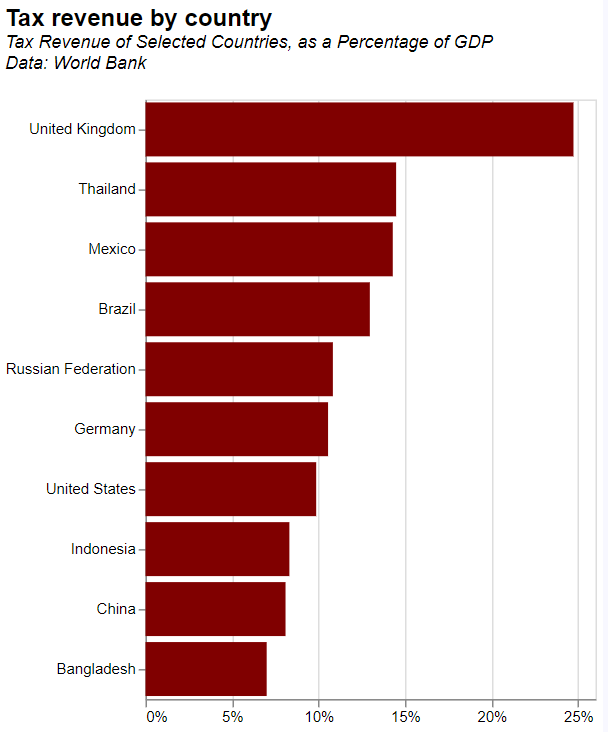 Tax revenue by country
Tax Revenue of Selected Countries, as a Percentage of GDP
Data: World Bank
United Kingdom
Thailand
Mexico
Brazil
Russian Federation
Germany
United States
Indonesia
China
Bangladesh
0% 5% 10% 15% 20% 25%